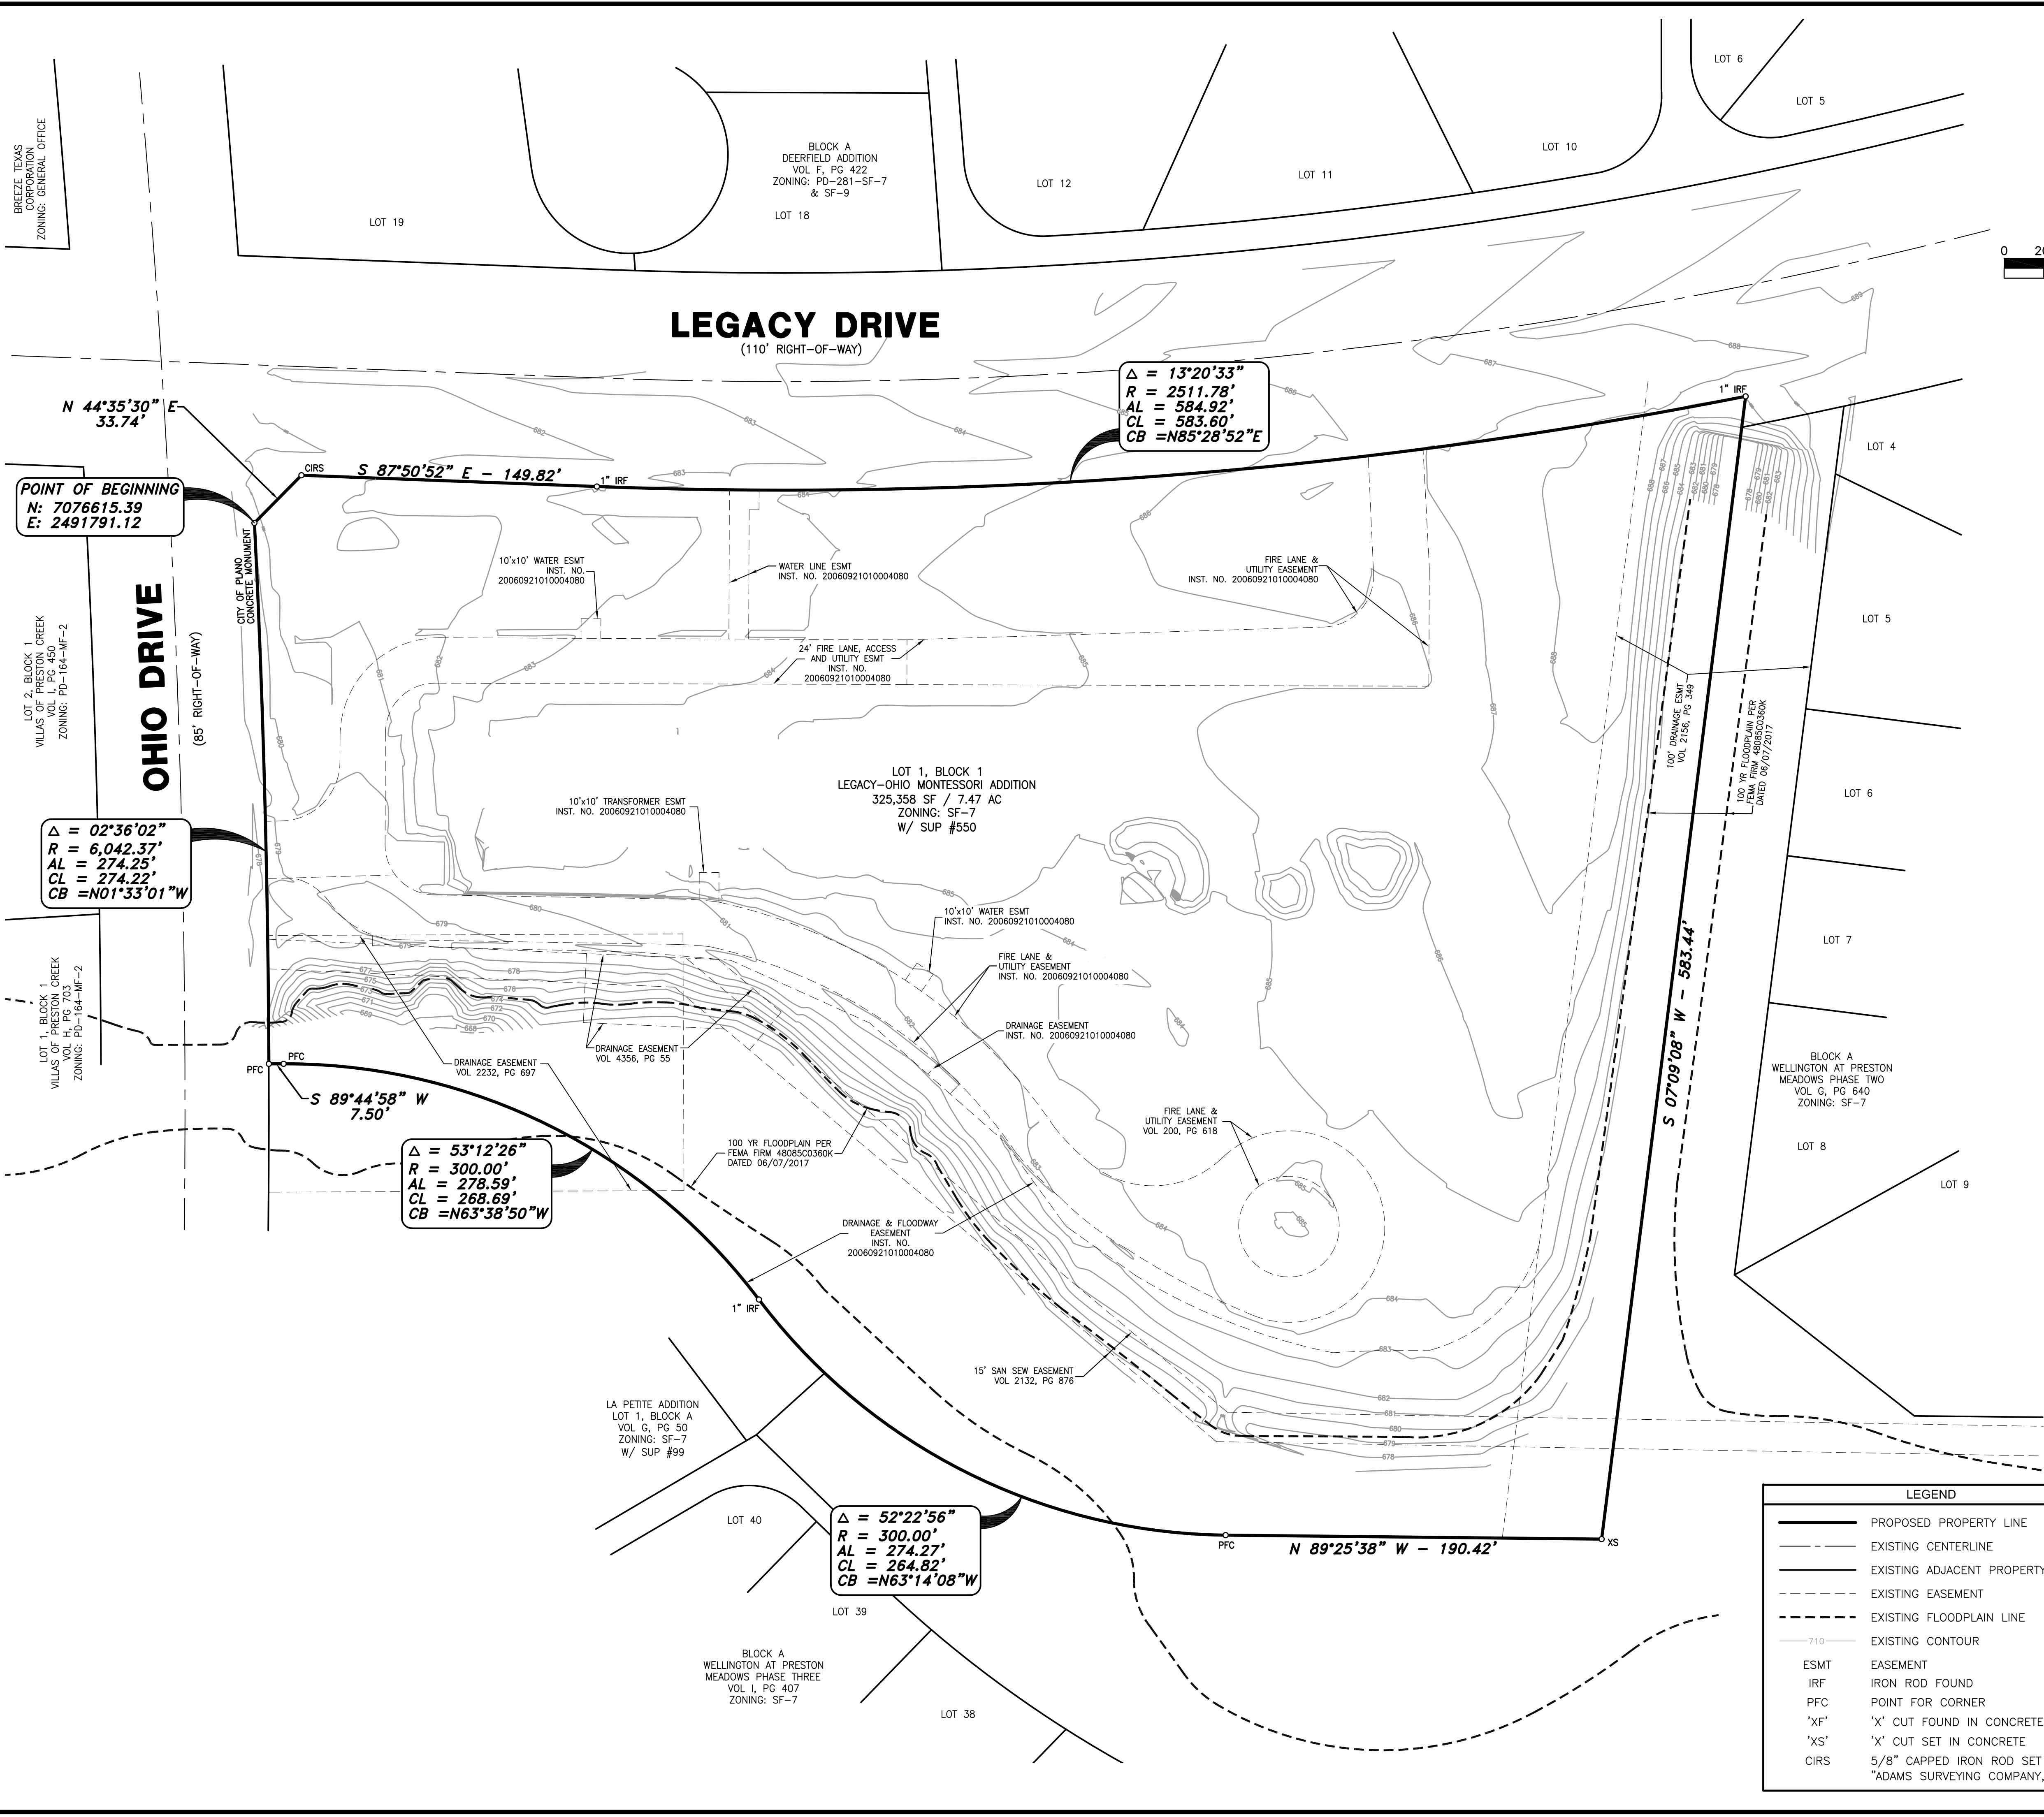 LOT 6
LOT 5
LOT 10
LOT 11
LOT 12
BREEZE TEXAS
CORPORATION
ZONING: GENERAL OFFICE
BLOCK A
DEERFIELD ADDITION
VOL F, PG 422
ZONING: PD-281-SF-7
& SF-9
LOT 18
LOT 19
0 20
LEGACY DRIVE
(110' RIGHT-OF-WAY)
Δ = 13°20'33"
R = 2511.78'
AL = 584.92'
CL = 583.60'
CB =N85°28'52"E
1" IRF
N 44°35'30" E
33.74'
CIRS
S 87°50'52" E - 149.82'
1" IRF
POINT OF BEGINNING
N: 7076615.39
E: 2491791.12
CITY OF PLANO
CONCRETE MONUMENT
LOT 4
LOT 5
LOT 6
LOT 7
LOT 8
LOT 9
10'x10' WATER ESMT
INST. NO.
20060921010004080
WATER LINE ESMT
INST. NO. 20060921010004080
FIRE LANE &
UTILITY EASEMENT
INST. NO. 20060921010004080
24' FIRE LANE, ACCESS
AND UTILITY ESMT
INST. NO.
20060921010004080
OHIO DRIVE
(85' RIGHT-OF-WAY)
LOT 2, BLOCK 1
VILLAS OF PRESTON CREEK
VOL I, PG 450
ZONING: PD-164-MF-2
100' DRAINAGE ESMT
VOL 2156, PG 349
100 YR FLOODPLAIN PER
FEMA FIRM 48085C0360K
DATED 06/07/2017
LOT 1, BLOCK 1
LEGACY-OHIO MONTESSORI ADDITION
325,358 SF / 7.47 AC
ZONING: SF-7
W/ SUP #550
10'x10' TRANSFORMER ESMT
INST. NO. 20060921010004080
Δ = 02°36'02"
R = 6,042.37'
AL = 274.25'
CL = 274.22'
CB =N01°33'01"W
10'x10' WATER ESMT
INST. NO. 20060921010004080
FIRE LANE &
UTILITY EASEMENT
INST. NO. 20060921010004080
DRAINAGE EASEMENT
INST. NO. 20060921010004080
LOT 1, BLOCK 1
VILLAS OF PRESTON CREEK
VOL H, PG 703
ZONING: PD-164-MF-2
S 07°09'08" W - 583.44'
PFC
PFC
S 89°44'58" W
7.50'
DRAINAGE EASEMENT
VOL 2232, PG 697
DRAINAGE EASEMENT
VOL 4356, PG 55
BLOCK A
WELLINGTON AT PRESTON
MEADOWS PHASE TWO
VOL G, PG 640
ZONING: SF-7
FIRE LANE &
UTILITY EASEMENT
VOL 200, PG 618
Δ = 53°12'26"
R = 300.00'
AL = 278.59'
CL = 268.69'
CB =N63°38'50"W
100 YR FLOODPLAIN PER
FEMA FIRM 48085C0360K
DATED 06/07/2017
DRAINAGE & FLOODWAY
EASEMENT
INST. NO.
20060921010004080
1" IRF
15' SAN SEW EASEMENT
VOL 2132, PG 876
LA PETITE ADDITION
LOT 1, BLOCK A
VOL G, PG 50
ZONING: SF-7
W/ SUP #99
LOT 40
Δ = 52°22'56"
R = 300.00'
AL = 274.27'
CL = 264.82'
CB =N63°14'08"W
PFC
N 89°25'38" W - 190.42'
XS
LOT 39
BLOCK A
WELLINGTON AT PRESTON
MEADOWS PHASE THREE
VOL I, PG 407
ZONING: SF-7
LOT 38
LEGEND
PROPOSED PROPERTY LINE
EXISTING CENTERLINE
EXISTING ADJACENT PROPERTY
EXISTING EASEMENT
EXISTING FLOODPLAIN LINE
710 EXISTING CONTOUR
ESMT EASEMENT
IRF IRON ROD FOUND
PFC POINT FOR CORNER
'XF' 'X' CUT FOUND IN CONCRETE
'XS' 'X' CUT SET IN CONCRETE
CIRS 5/8" CAPPED IRON ROD SET
"ADAMS SURVEYING COMPANY,